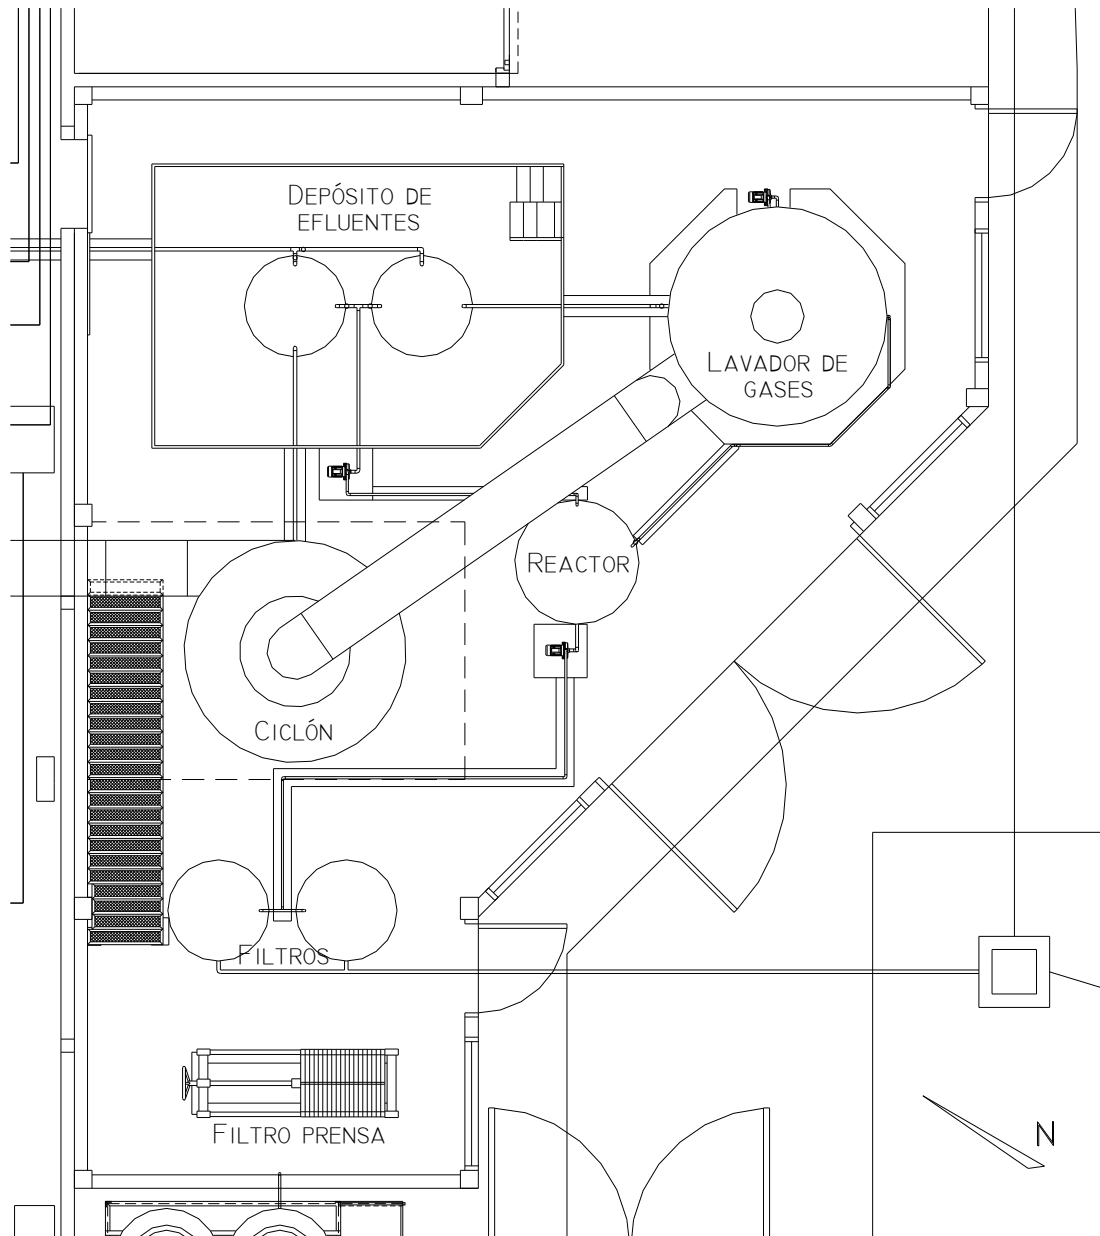 DEPÓSITO DE
EFLUENTES
LAVADOR DE
GASES
REACTOR
CICLÓN
FILTROS
FILTRO PRENSA
N